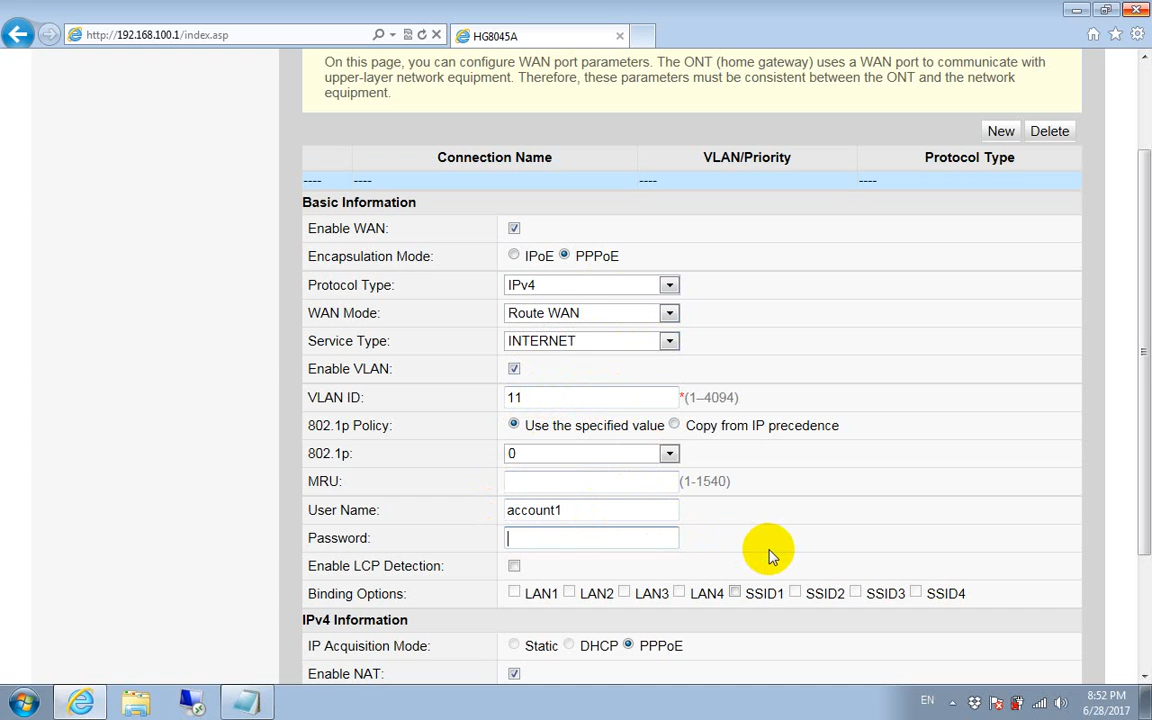 http://192.168.100.1/index.asp
HG8045A
On this page, you can configure WAN port parameters. The ONT (home gateway) uses a WAN port to communicate with
upper-layer network equipment. Therefore, these parameters must be consistent between the ONT and the network
equipment.
New Delete
Connection Name VLAN/Priority Protocol Type
---- ---- ---- ----
Basic Information
Enable WAN:
Encapsulation Mode: IPoE PPPoE
Protocol Type: IPv4
WAN Mode: Route WAN
Service Type: INTERNET
Enable VLAN:
VLAN ID: 11 *(1–4094)
802.1p Policy: Use the specified value Copy from IP precedence
802.1p: 0
MRU: (1-1540)
User Name: account1
Password:
Enable LCP Detection:
Binding Options: LAN1 LAN2 LAN3 LAN4 SSID1 SSID2 SSID3 SSID4
IPv4 Information
IP Acquisition Mode: Static DHCP PPPoE
Enable NAT:
EN
8:52 PM
6/28/2017